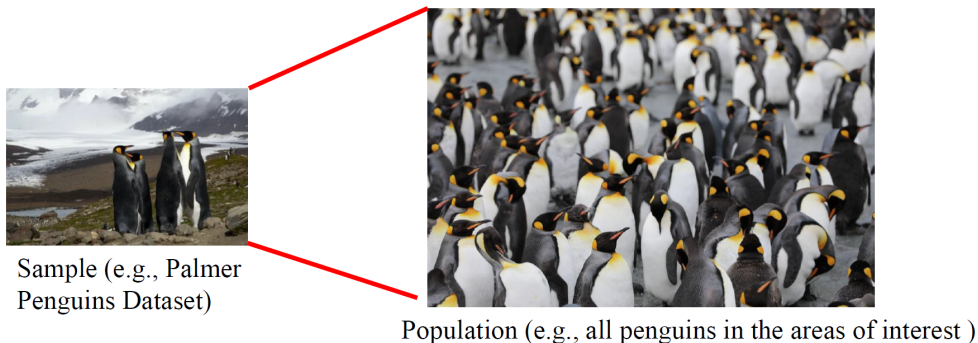 Sample (e.g., Palmer
Penguins Dataset)
Population (e.g., all penguins in the areas of interest )